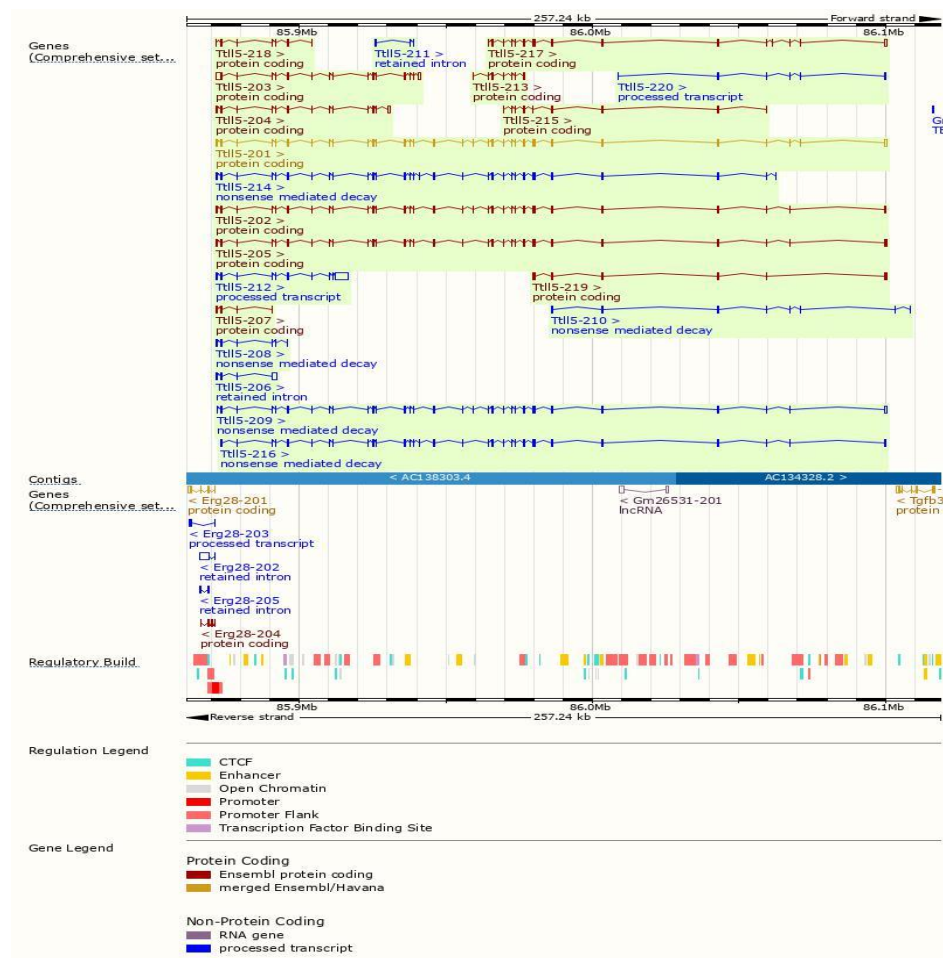 257.24 kb
Forward strand
85.9Mb
86.0Mb
86.1Mb
Genes
(Comprehensive set...
Ttll5-218 >
protein coding
Ttll5-211 >
retained intron
Ttll5-217 >
protein coding
Ttll5-203 >
protein coding
Ttll5-213 >
protein coding
Ttll5-220 >
processed transcript
Ttll5-204 >
protein coding
Ttll5-215 >
protein coding
Ttll5-201 >
protein coding
Ttll5-214 >
nonsense mediated decay
Ttll5-202 >
protein coding
Ttll5-205 >
protein coding
Ttll5-212 >
processed transcript
Ttll5-219 >
protein coding
Ttll5-207 >
protein coding
Ttll5-210 >
nonsense mediated decay
Ttll5-208 >
nonsense mediated decay
Ttll5-206 >
retained intron
Ttll5-209 >
nonsense mediated decay
Ttll5-216 >
nonsense mediated decay
Contigs
< AC138303.4
AC134328.2 >
Genes
(Comprehensive set...
< Erg28-201
protein coding
< Gm26531-201
lncRNA
< Tgfb3
protein
< Erg28-203
processed transcript
< Erg28-202
retained intron
< Erg28-205
retained intron
< Erg28-204
protein coding
Regulatory Build
85.9Mb
86.0Mb
86.1Mb
Reverse strand
257.24 kb
Regulation Legend
CTCF
Enhancer
Open Chromatin
Promoter
Promoter Flank
Transcription Factor Binding Site
Gene Legend
Protein Coding
Ensembl protein coding
merged Ensembl/Havana
Non-Protein Coding
RNA gene
processed transcript